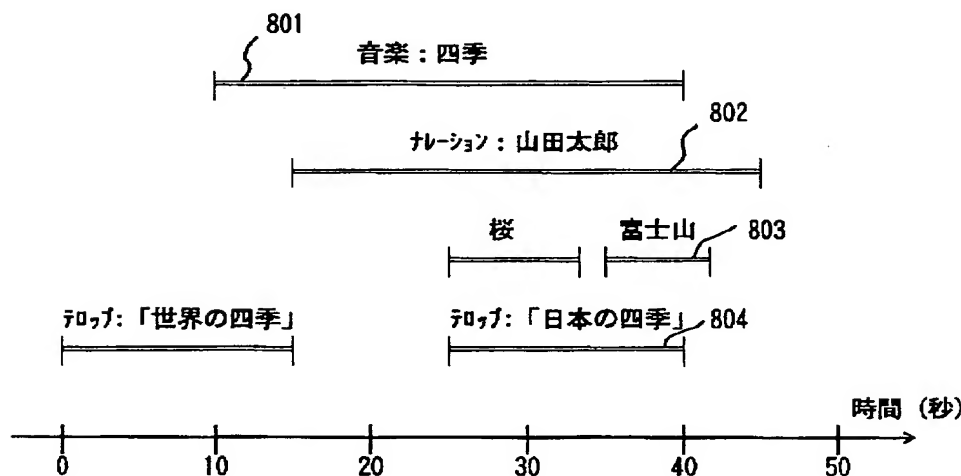 801
音楽：四季
802
ﾅﾚｰｼｮﾝ：山田太郎
桜 富士山 803
ﾃﾛｯﾌﾟ:「世界の四季」 ﾃﾛｯﾌﾟ:「日本の四季」 804
時間（秒）
0 10 20 30 40 50